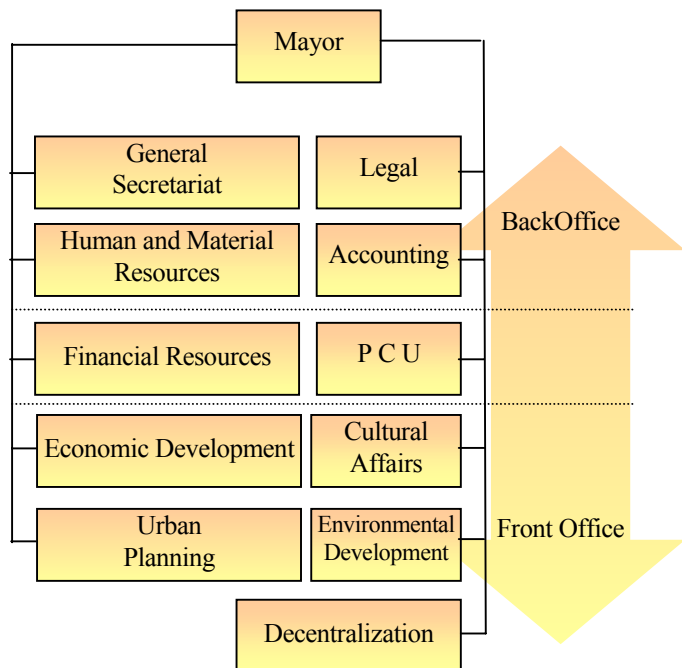 Mayor
General
Secretariat
Legal
BackOffice
Human and Material
Resources
Accounting
Financial Resources
P C U
Economic Development
Cultural
Affairs
Urban
Planning
Environmental
Development
Front Office
Decentralization